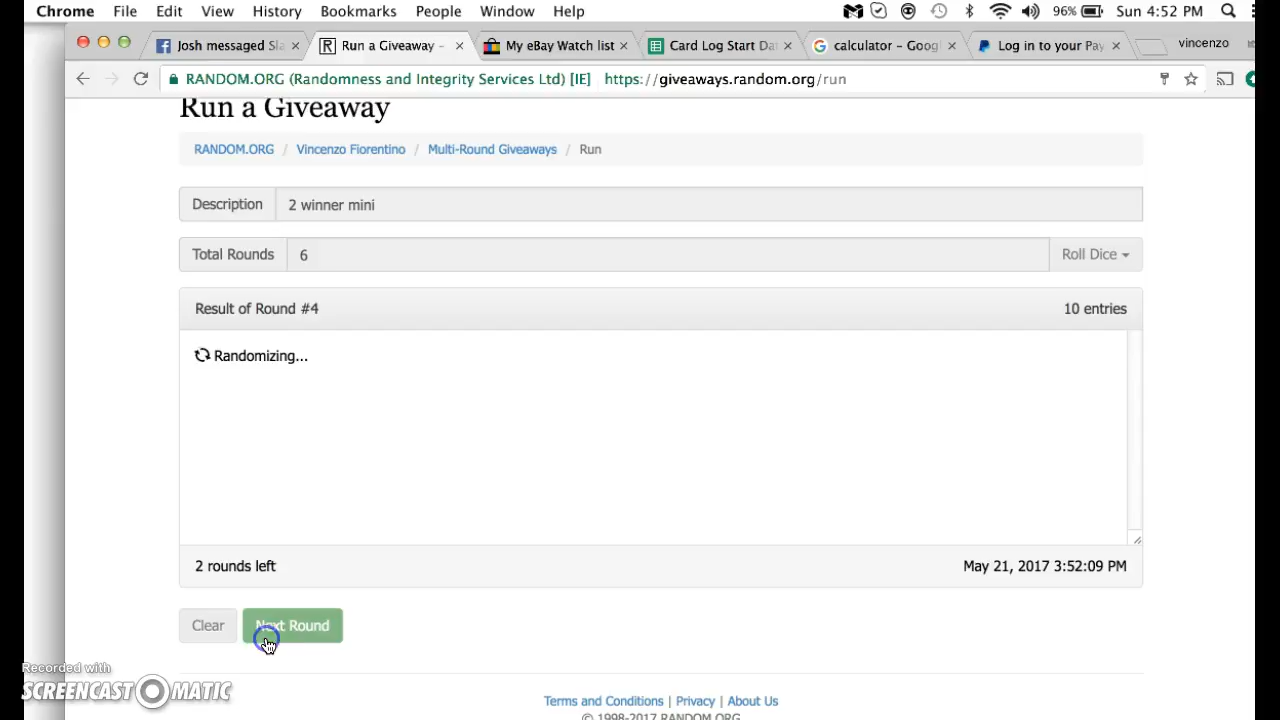 Chrome File Edit View History Bookmarks People Window Help 96% Sun 4:52 PM
Josh messaged Sla Run a Giveaway - My eBay Watch list Card Log Start Da calculator - Goog Log in to your Pay vincenzo
RANDOM.ORG (Randomness and Integrity Services Ltd) [IE] https://giveaways.random.org/run
Run a Giveaway
RANDOM.ORG / Vincenzo Fiorentino / Multi-Round Giveaways / Run
Description 2 winner mini
Total Rounds 6 Roll Dice
Result of Round #4 10 entries
Randomizing...
2 rounds left May 21, 2017 3:52:09 PM
Clear Next Round
Recorded with
SCREENCAST-O-MATIC
Terms and Conditions | Privacy | About Us
© 1998-2017 RANDOM.ORG